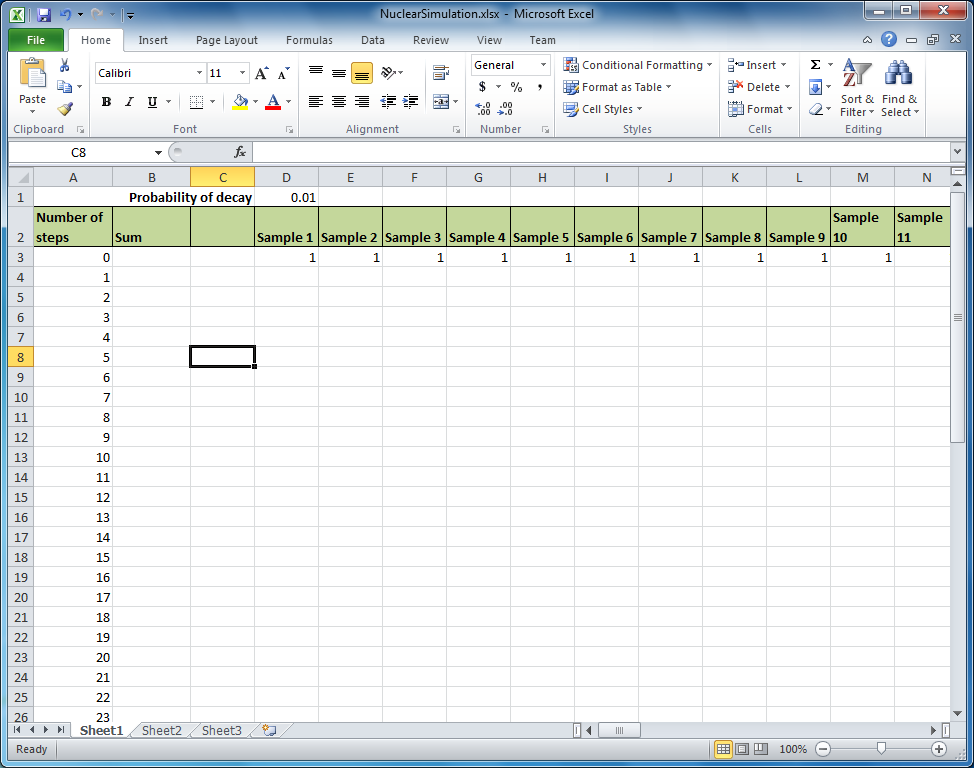 NuclearSimulation.xlsx - Microsoft Excel
File Home Insert Page Layout Formulas Data Review View Team
Calibri 11 General Conditional Formatting Insert Σ
Paste B I U A $ % , Format as Table Delete Sort & Find &
Cell Styles Format Filter Select
Clipboard Font Alignment Number Styles Cells Editing
C8 fx
A B C D E F G H I J K L M N
1 Probability of decay 0.01
Number of Sample Sample
2 steps Sum Sample 1 Sample 2 Sample 3 Sample 4 Sample 5 Sample 6 Sample 7 Sample 8 Sample 9 10 11
3 0 1 1 1 1 1 1 1 1 1 1
4 1
5 2
6 3
7 4
8 5
9 6
10 7
11 8
12 9
13 10
14 11
15 12
16 13
17 14
18 15
19 16
20 17
21 18
22 19
23 20
24 21
25 22
26 23
Sheet1 Sheet2 Sheet3
Ready 100%